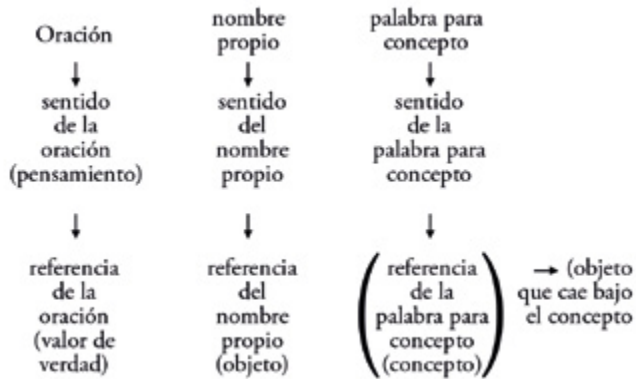 Oración
↓
sentido
de la
oración
(pensamiento)
↓
referencia
de la
oración
(valor de
verdad)
nombre
propio
↓
sentido
del
nombre
propio
↓
referencia
del
nombre
propio
(objeto)
palabra para
concepto
↓
sentido
de la
palabra para
concepto
↓
(referencia
de la
palabra para
concepto
(concepto))
→ (objeto
que cae bajo
el concepto